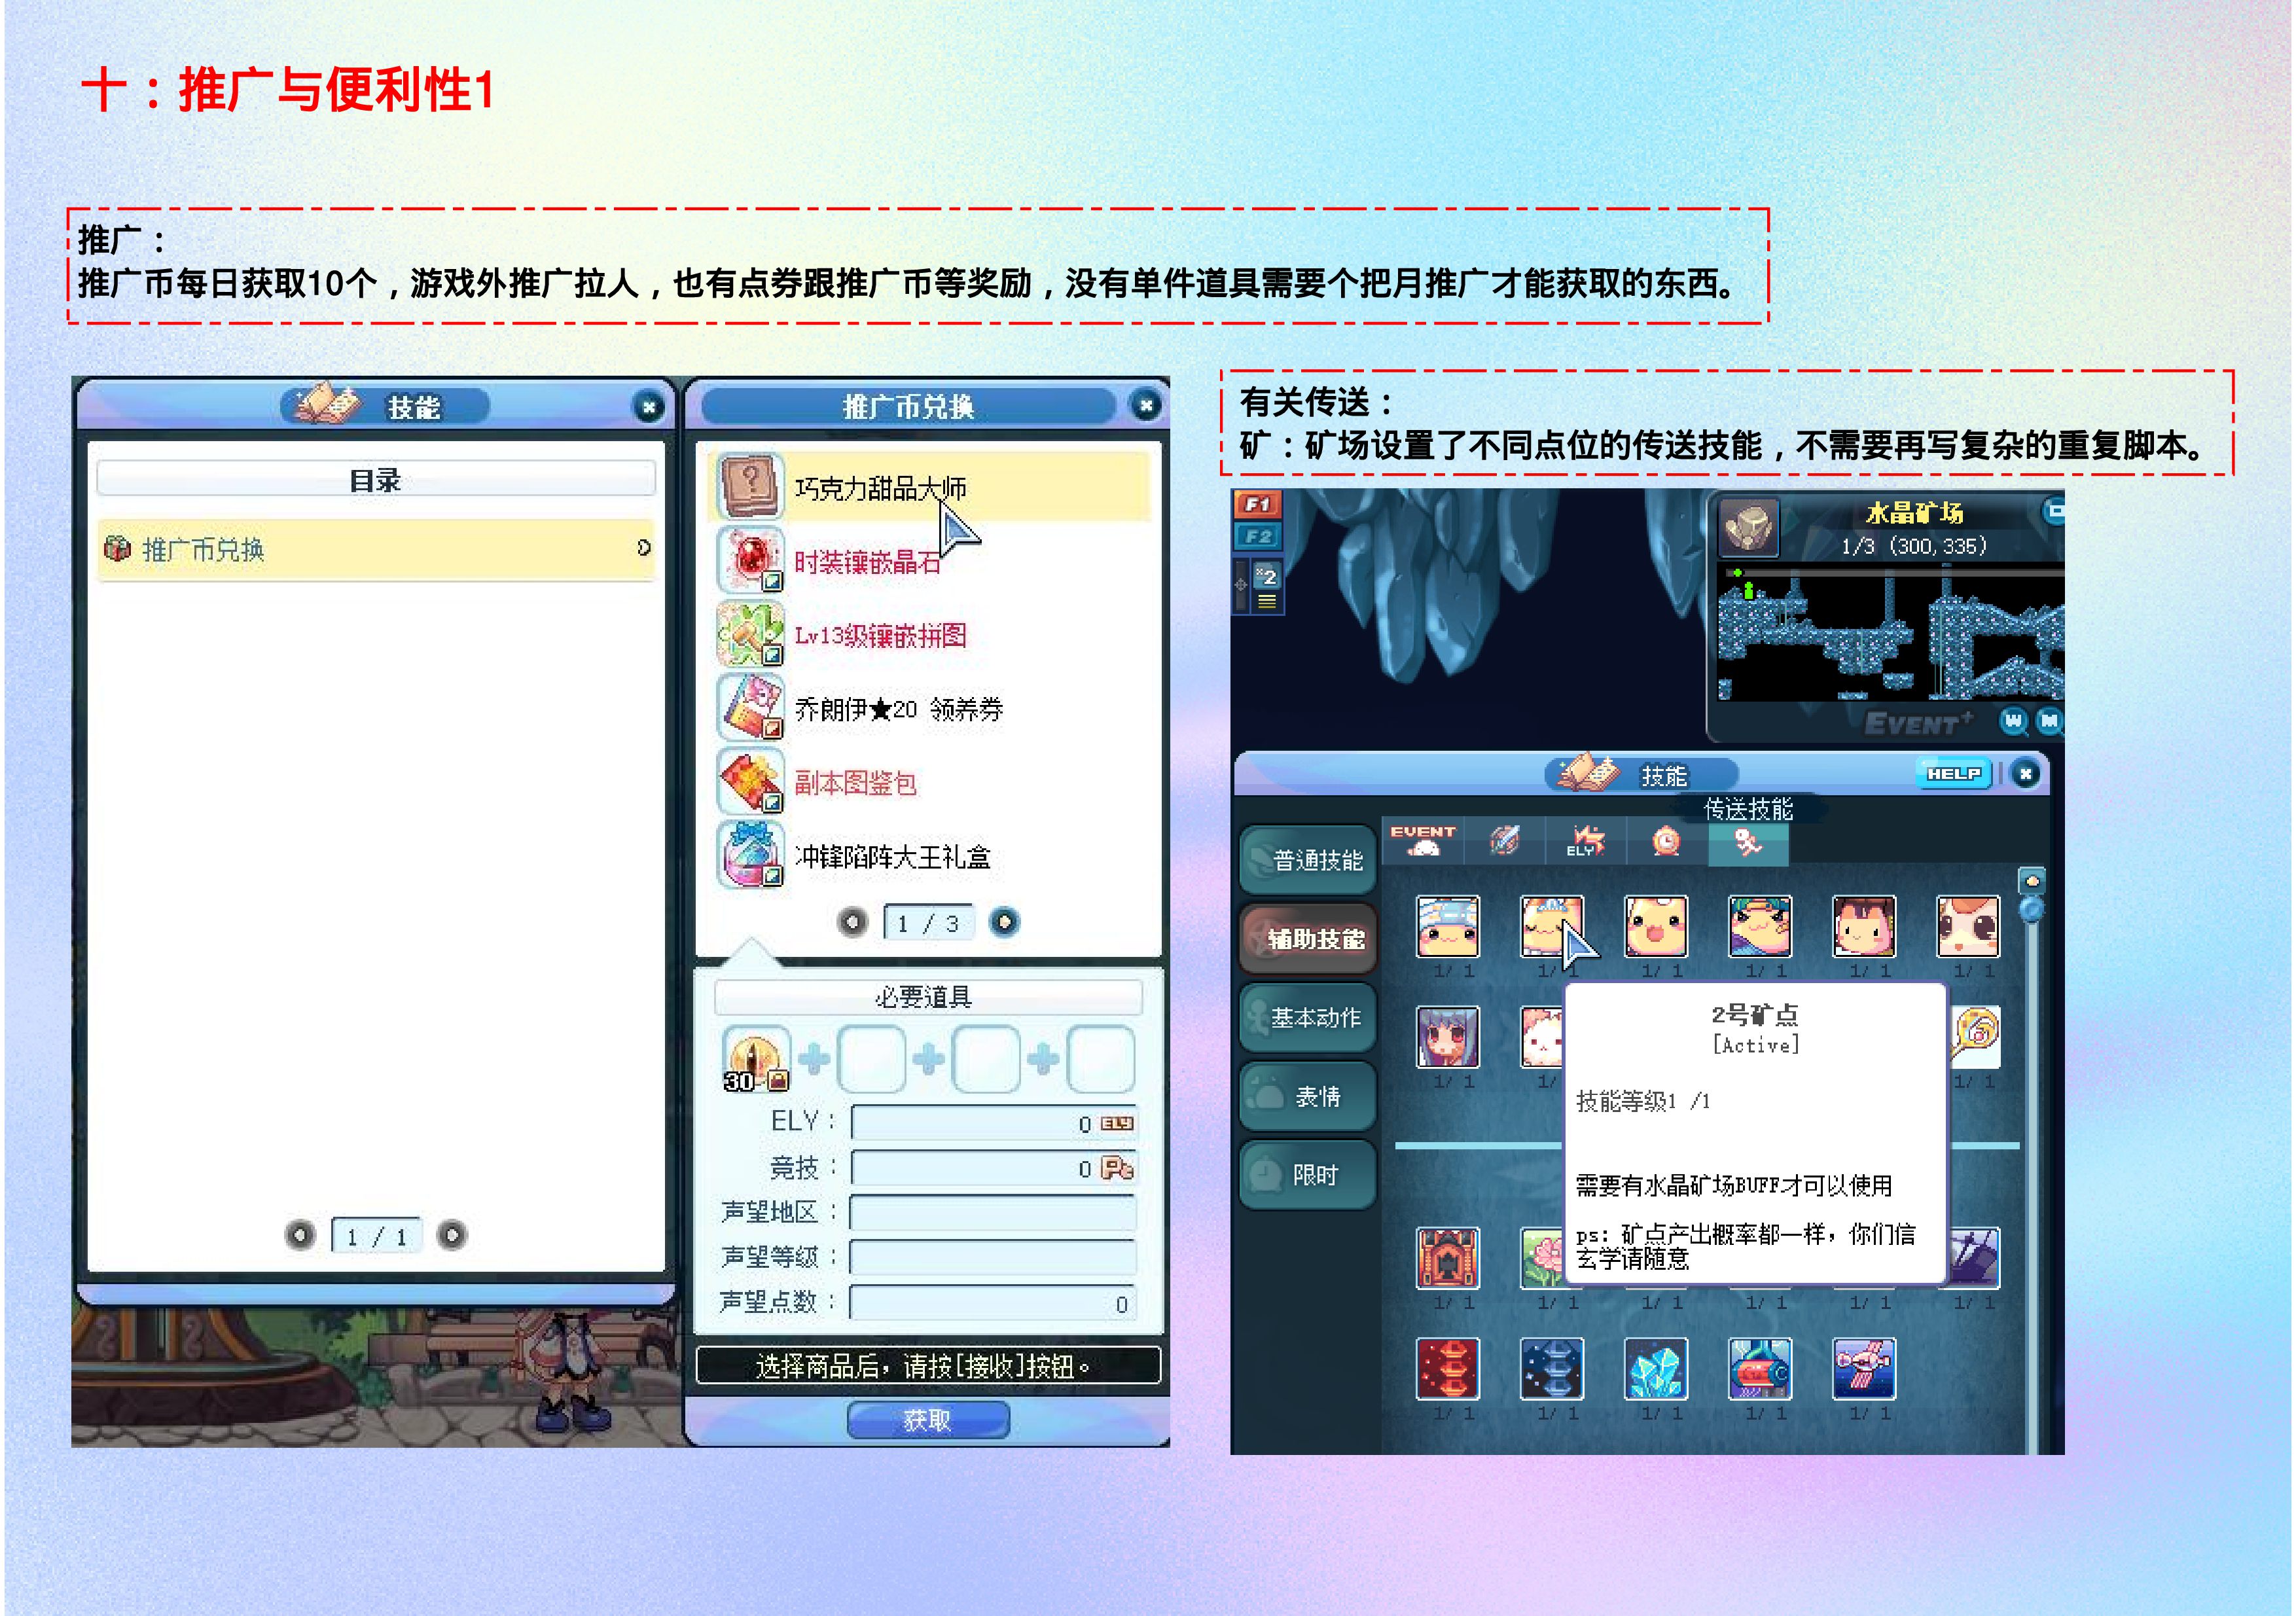 十：推广与便利性1
推广：
推广币每日获取10个，游戏外推广拉人，也有点券跟推广币等奖励，没有单件道具需要个把月推广才能获取的东西。
技能
目录
推广币兑换
1 / 1
推广币兑换
巧克力甜品大师
时装镶嵌晶石
Lv13级镶嵌拼图
乔朗伊★20 领养券
副本图鉴包
冲锋陷阵大王礼盒
1 / 3
必要道具
30
ELY：
0 ELY
竞技：
0
声望地区：
声望等级：
声望点数：
0
选择商品后，请按[接收]按钮。
获取
有关传送：
矿：矿场设置了不同点位的传送技能，不需要再写复杂的重复脚本。
F1
F2
×2
水晶矿场
1/3 (300,335)
EVENT+
W M
技能
HELP
传送技能
EVENT
ELY
普通技能
辅助技能
基本动作
表情
限时
1/ 1 1/ 1 1/ 1 1/ 1 1/ 1 1/ 1
1/ 1 1/ 1/ 1
2号矿点
[Active]
技能等级1 /1
需要有水晶矿场BUFF才可以使用
ps: 矿点产出概率都一样，你们信
玄学请随意
1/ 1 1/ 1 1/ 1 1/ 1 1/ 1 1/ 1
1/ 1 1/ 1 1/ 1 1/ 1 1/ 1